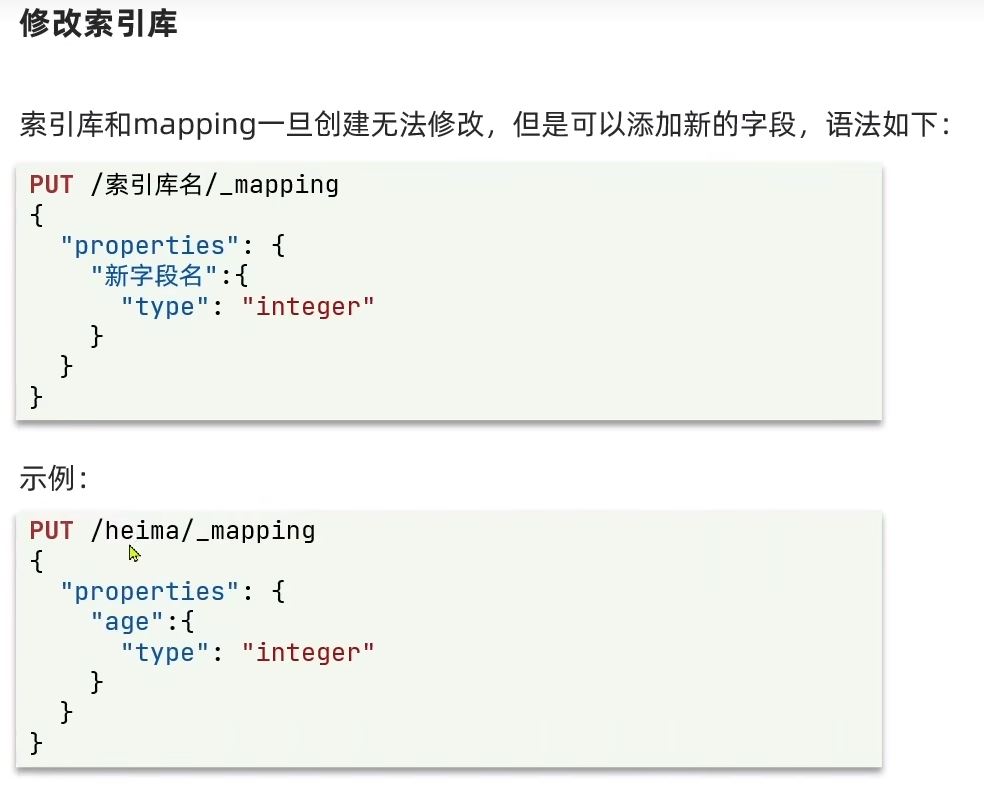 修改索引库
索引库和mapping一旦创建无法修改，但是可以添加新的字段，语法如下：
PUT /索引库名/_mapping
{
  "properties": {
    "新字段名":{
      "type": "integer"
    }
  }
}
示例：
PUT /heima/_mapping
{
  "properties": {
    "age":{
      "type": "integer"
    }
  }
}